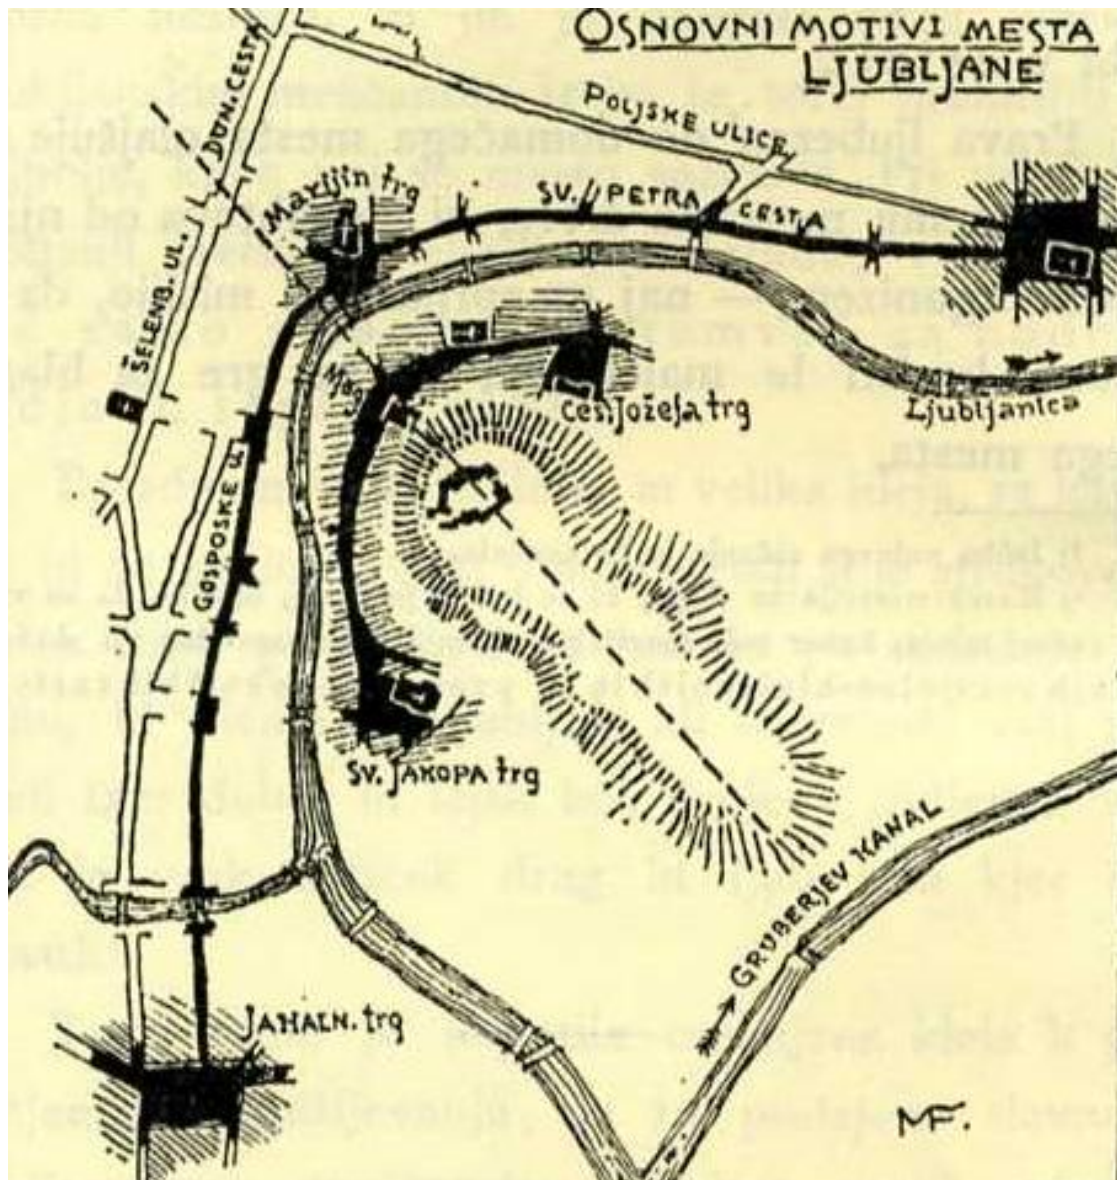 OSNOVNI MOTIVI MESTA
LJUBLJANE
DUN. CESTA
POLJSKE ULICE
Marijin trg
SV. PETRA CESTA
ŠELENB. UL.
Ljubljanica
Ces. Jožefa trg
GOSPOSKE U.
SV. JAKOPA trg
GRUBERJEV KANAL
MF.